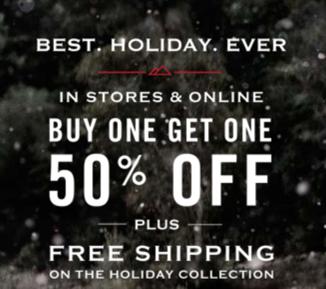 BEST. HOLIDAY. EVER
IN STORES & ONLINE
BUY ONE GET ONE
50% OFF
PLUS
FREE SHIPPING
ON THE HOLIDAY COLLECTION